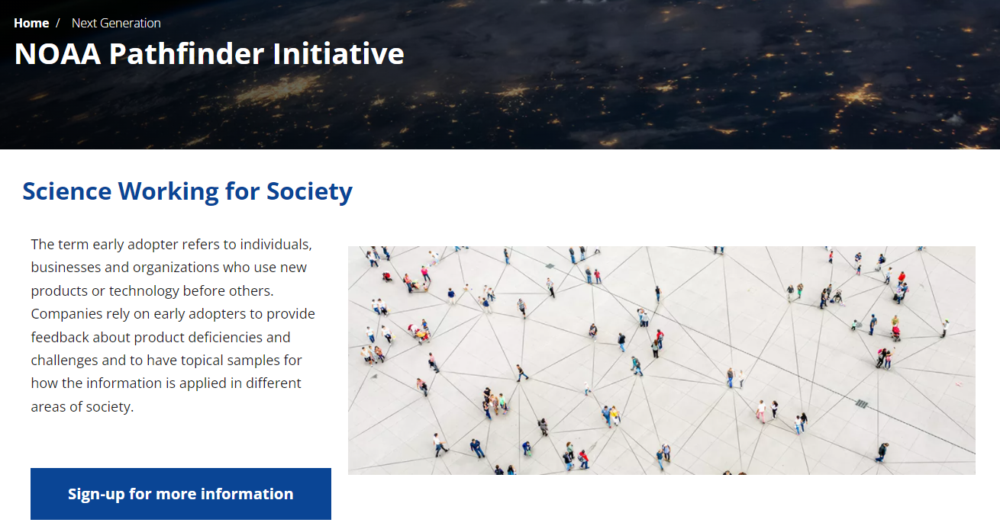 Home / Next Generation
NOAA Pathfinder Initiative
Science Working for Society
The term early adopter refers to individuals,
businesses and organizations who use new
products or technology before others.
Companies rely on early adopters to provide
feedback about product deficiencies and
challenges and to have topical samples for
how the information is applied in different
areas of society.
Sign-up for more information